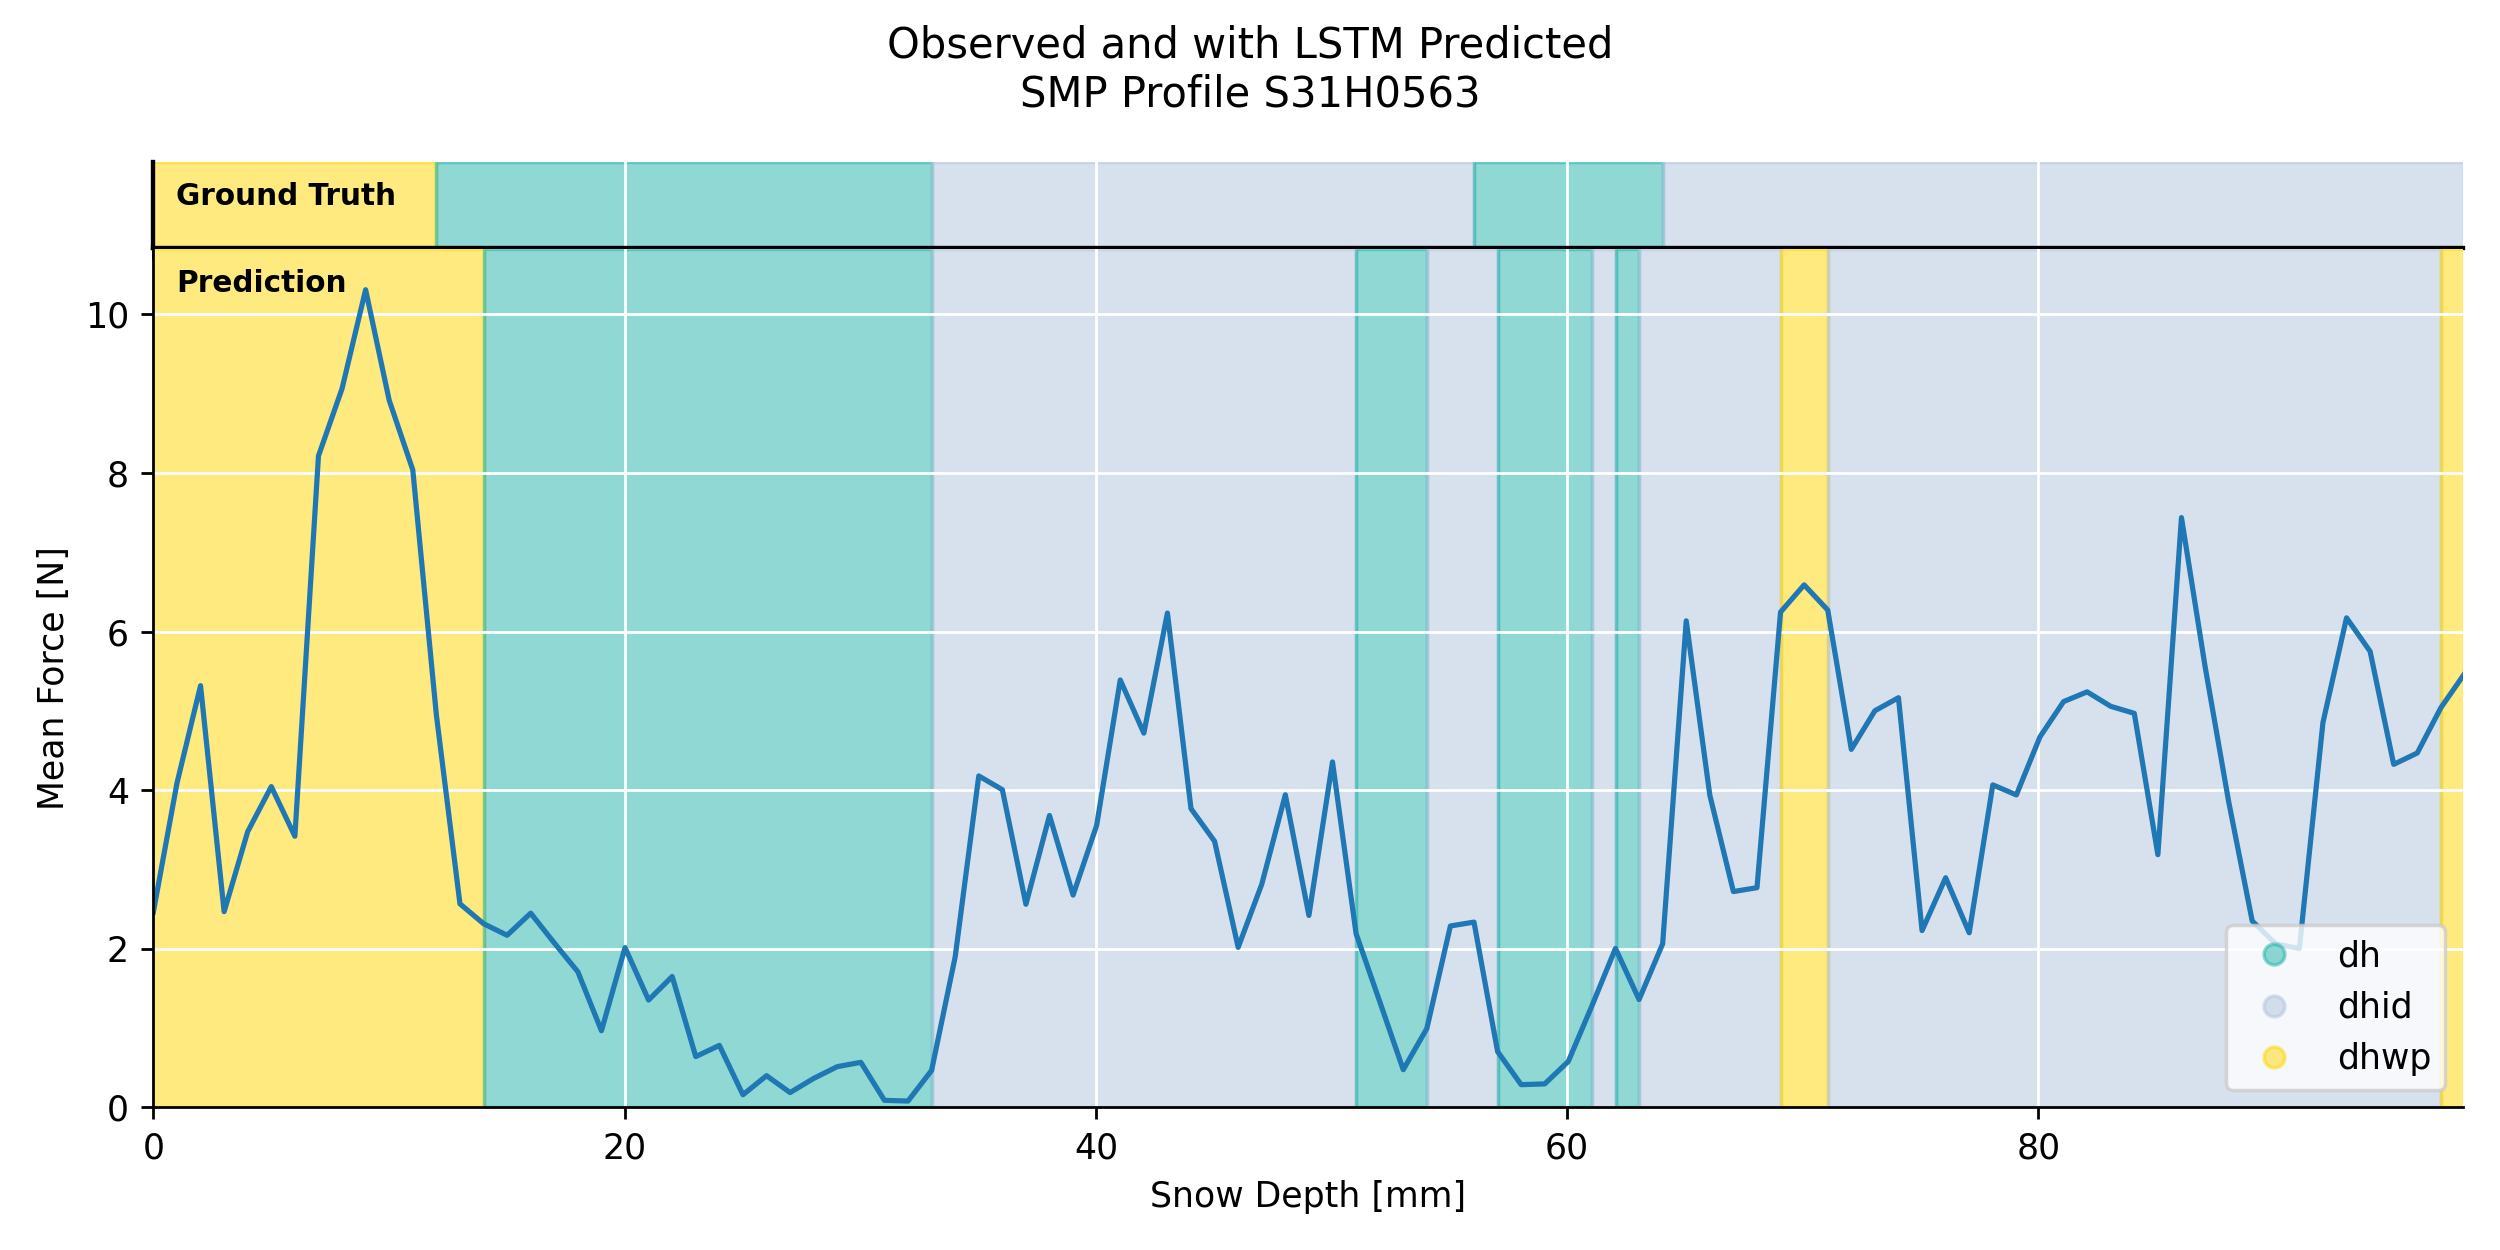 Observed and with LSTM Predicted
SMP Profile S31H0563
Ground Truth
Prediction
10
8
6
4
2
0
Mean Force [N]
0 20 40 60 80
Snow Depth [mm]
dh
dhid
dhwp